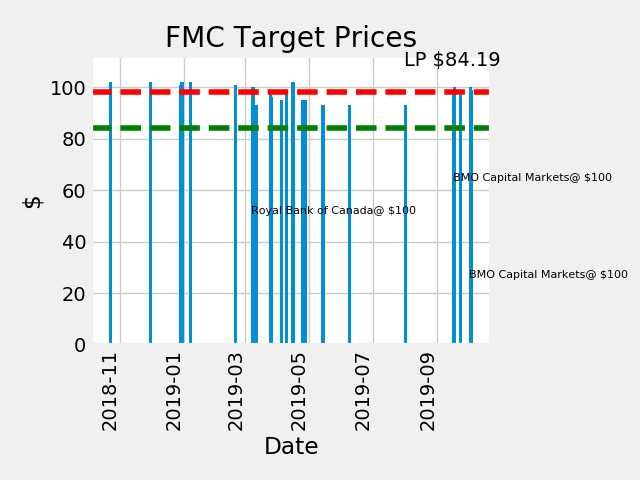 FMC Target Prices
LP $84.19
100
80
60
40
20
0
$
BMO Capital Markets@ $100
Royal Bank of Canada@ $100
BMO Capital Markets@ $100
2018-11
2019-01
2019-03
2019-05
2019-07
2019-09
Date